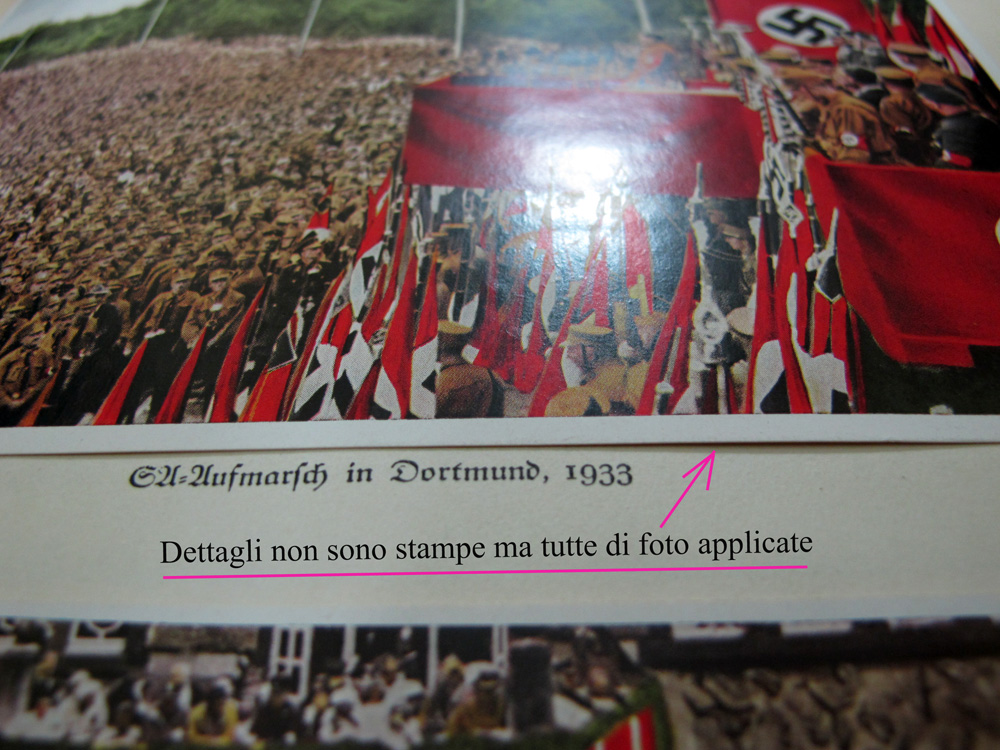 SA=Aufmarsch in Dortmund, 1933
Dettagli non sono stampe ma tutte di foto applicate